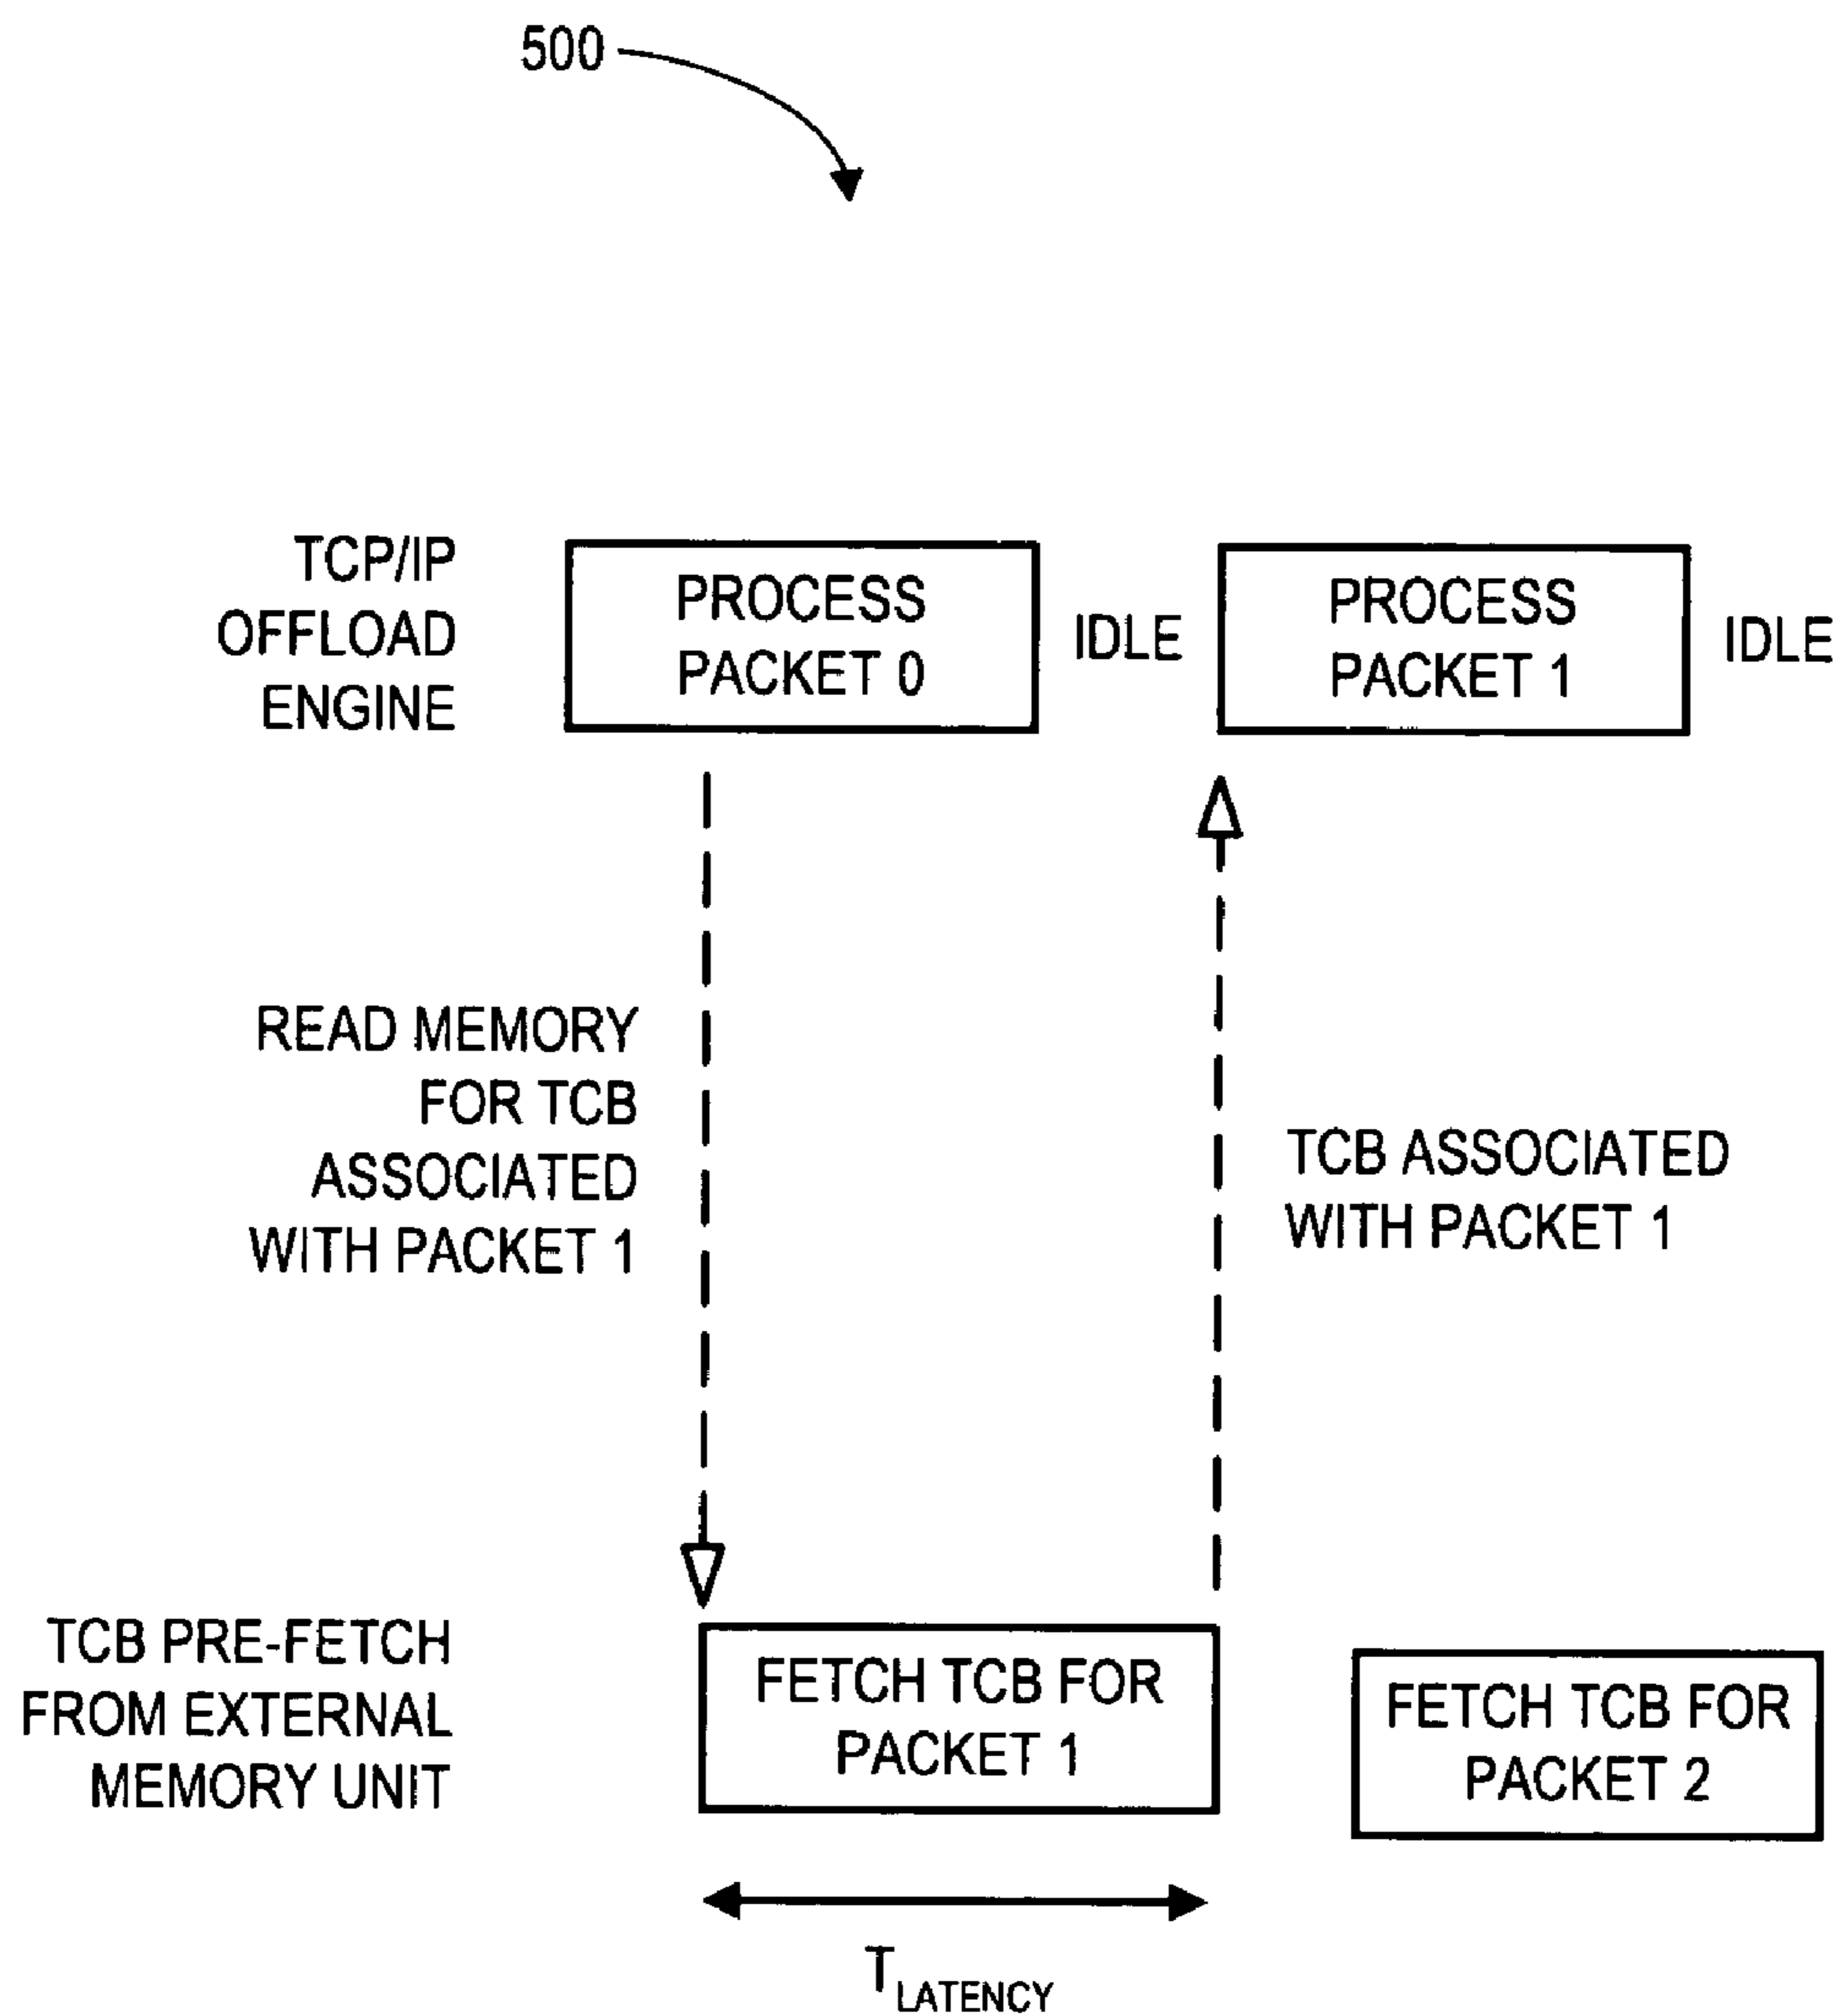 500
TCP/IP
OFFLOAD
ENGINE
PROCESS
PACKET 0
IDLE
PROCESS
PACKET 1
IDLE
READ MEMORY
FOR TCB
ASSOCIATED
WITH PACKET 1
TCB ASSOCIATED
WITH PACKET 1
TCB PRE-FETCH
FROM EXTERNAL
MEMORY UNIT
FETCH TCB FOR
PACKET 1
FETCH TCB FOR
PACKET 2
TLATENCY